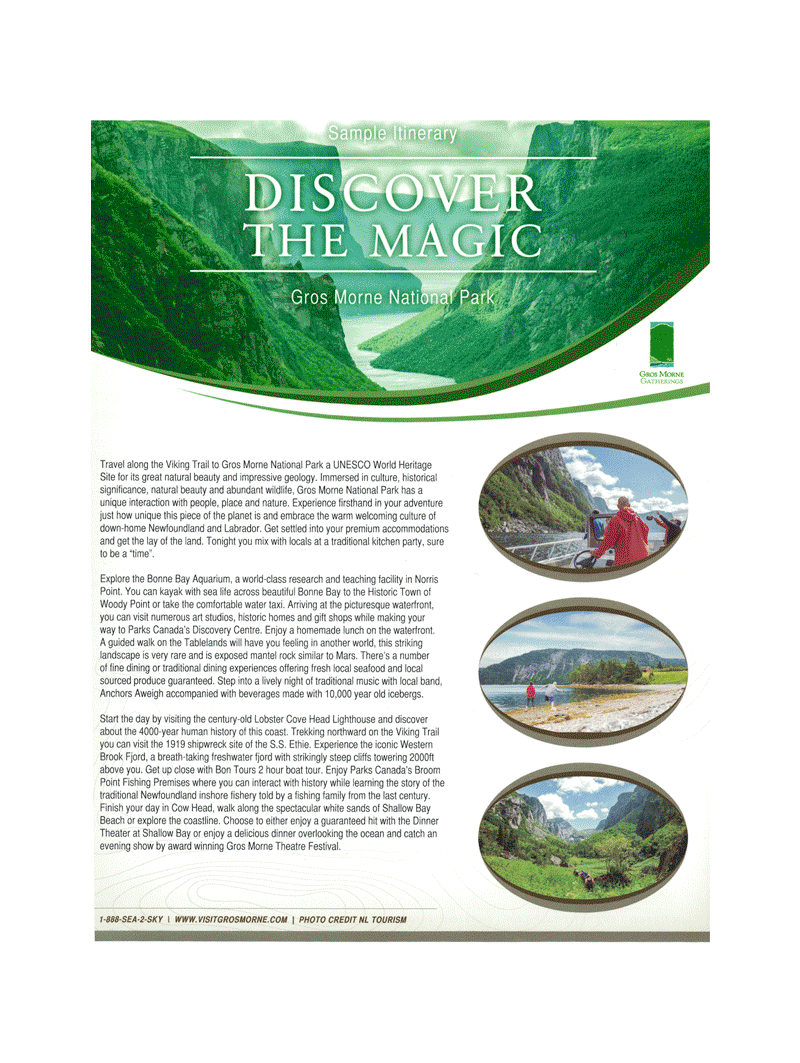 Sample Itinerary
DISCOVER
THE MAGIC
Gros Morne National Park
GROS MORNE
GATHERINGS
Travel along the Viking Trail to Gros Morne National Park a UNESCO World Heritage
Site for its great natural beauty and impressive geology. Immersed in culture, historical
significance, natural beauty and abundant wildlife, Gros Morne National Park has a
unique interaction with people, place and nature. Experience firsthand in your adventure
just how unique this piece of the planet is and embrace the warm welcoming culture of
down-home Newfoundland and Labrador. Get settled into your premium accommodations
and get the lay of the land. Tonight you mix with locals at a traditional kitchen party, sure
to be a “time”.
Explore the Bonne Bay Aquarium, a world-class research and teaching facility in Norris
Point. You can kayak with sea life across beautiful Bonne Bay to the Historic Town of
Woody Point or take the comfortable water taxi. Arriving at the picturesque waterfront,
you can visit numerous art studios, historic homes and gift shops while making your
way to Parks Canada's Discovery Centre. Enjoy a homemade lunch on the waterfront.
A guided walk on the Tablelands will have you feeling in another world, this striking
landscape is very rare and is exposed mantel rock similar to Mars. There's a number
of fine dining or traditional dining experiences offering fresh local seafood and local
sourced produce guaranteed. Step into a lively night of traditional music with local band,
Anchors Aweigh accompanied with beverages made with 10,000 year old icebergs.
Start the day by visiting the century-old Lobster Cove Head Lighthouse and discover
about the 4000-year human history of this coast. Trekking northward on the Viking Trail
you can visit the 1919 shipwreck site of the S.S. Ethie. Experience the iconic Western
Brook Fjord, a breath-taking freshwater fjord with strikingly steep cliffs towering 2000ft
above you. Get up close with Bon Tours 2 hour boat tour. Enjoy Parks Canada's Broom
Point Fishing Premises where you can interact with history while learning the story of the
traditional Newfoundland inshore fishery told by a fishing family from the last century.
Finish your day in Cow Head, walk along the spectacular white sands of Shallow Bay
Beach or explore the coastline. Choose to either enjoy a guaranteed hit with the Dinner
Theater at Shallow Bay or enjoy a delicious dinner overlooking the ocean and catch an
evening show by award winning Gros Morne Theatre Festival.
1-888-SEA-2-SKY \ WWW.VISITGROSMORNE.COM | PHOTO CREDIT NL TOURISM